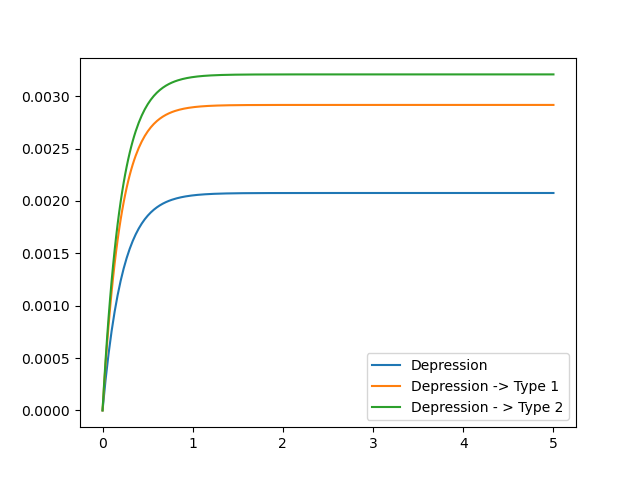 0.0030
0.0025
0.0020
0.0015
0.0010
0.0005
0.0000
Depression
Depression -> Type 1
Depression - > Type 2
0 1 2 3 4 5